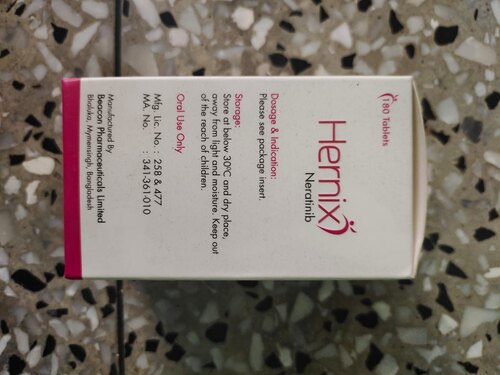 180 Tablets
Hernix
Neratinib
Dosage & Indication:
Please see package insert.
Storage:
Store at below 30°C and dry place,
away from light and moisture. Keep out
of the reach of children.
Oral Use Only
Mfg. Lic. No. : 258 & 477
MA. No. : 341-361-010
Manufactured By
Beacon Pharmaceuticals Limited
Bhaluka, Mymensingh, Bangladesh